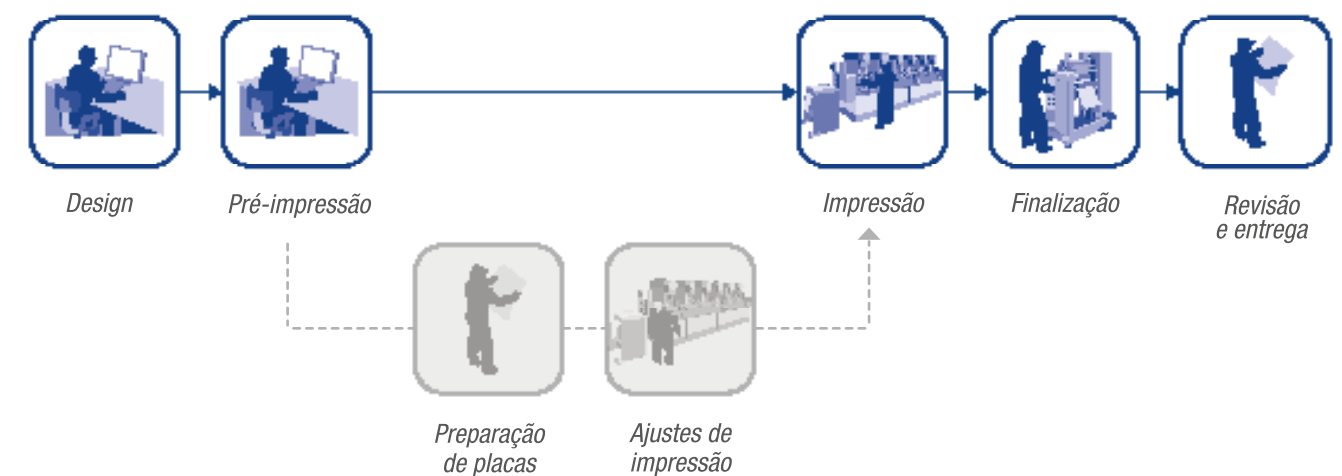 Design
Pré-impressão
Impressão
Finalização
Revisão
e entrega
Preparação
de placas
Ajustes de
impressão